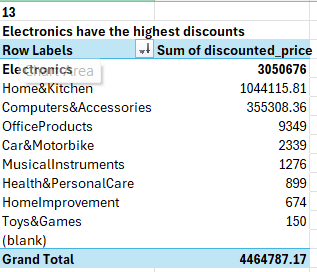 13
Electronics have the highest discounts
Row Labels Sum of discounted_price
Electronics 3050676
Chart Area
Home&Kitchen 1044115.81
Computers&Accessories 355308.36
OfficeProducts 9349
Car&Motorbike 2339
MusicalInstruments 1276
Health&PersonalCare 899
HomeImprovement 674
Toys&Games 150
(blank)
Grand Total 4464787.17